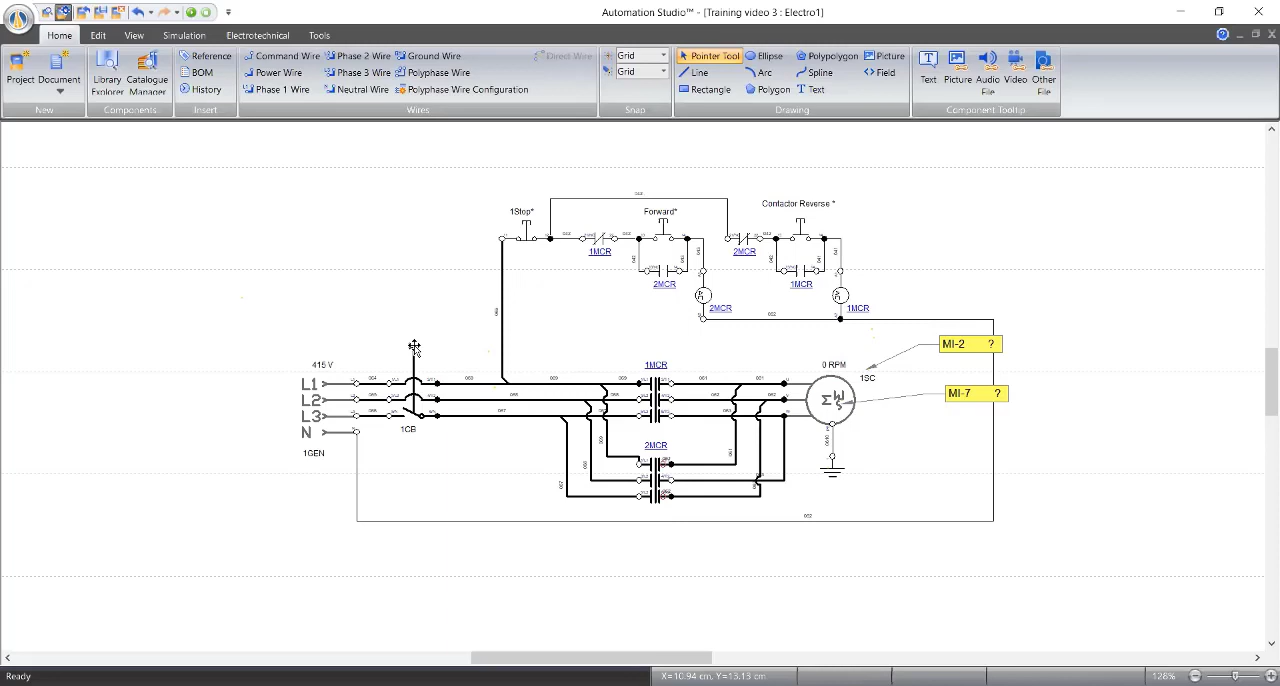 Automation Studio™ - [Training video 3 : Electro1]
Home Edit View Simulation Electrotechnical Tools
Project Document
New
Library Explorer
Catalogue Manager
Components
Reference
BOM
History
Insert
Command Wire Phase 2 Wire Ground Wire Direct Wire
Power Wire Phase 3 Wire Polyphase Wire
Phase 1 Wire Neutral Wire Polyphase Wire Configuration
Wires
Grid
Grid
Snap
Pointer Tool Ellipse Polypolygon Picture
Line Arc Spline Field
Rectangle Polygon Text
Drawing
Text Picture Audio File Video Other File
Component Tooltip
1Stop*
Forward*
Contactor Reverse *
1MCR
2MCR
2MCR
1MCR
2MCR
1MCR
415 V
1MCR
0 RPM
MI-2 ?
1SC
L1
L2
L3
N
MI-7 ?
1CB
1GEN
2MCR
Ready
X=10.94 cm, Y=13.13 cm
128%